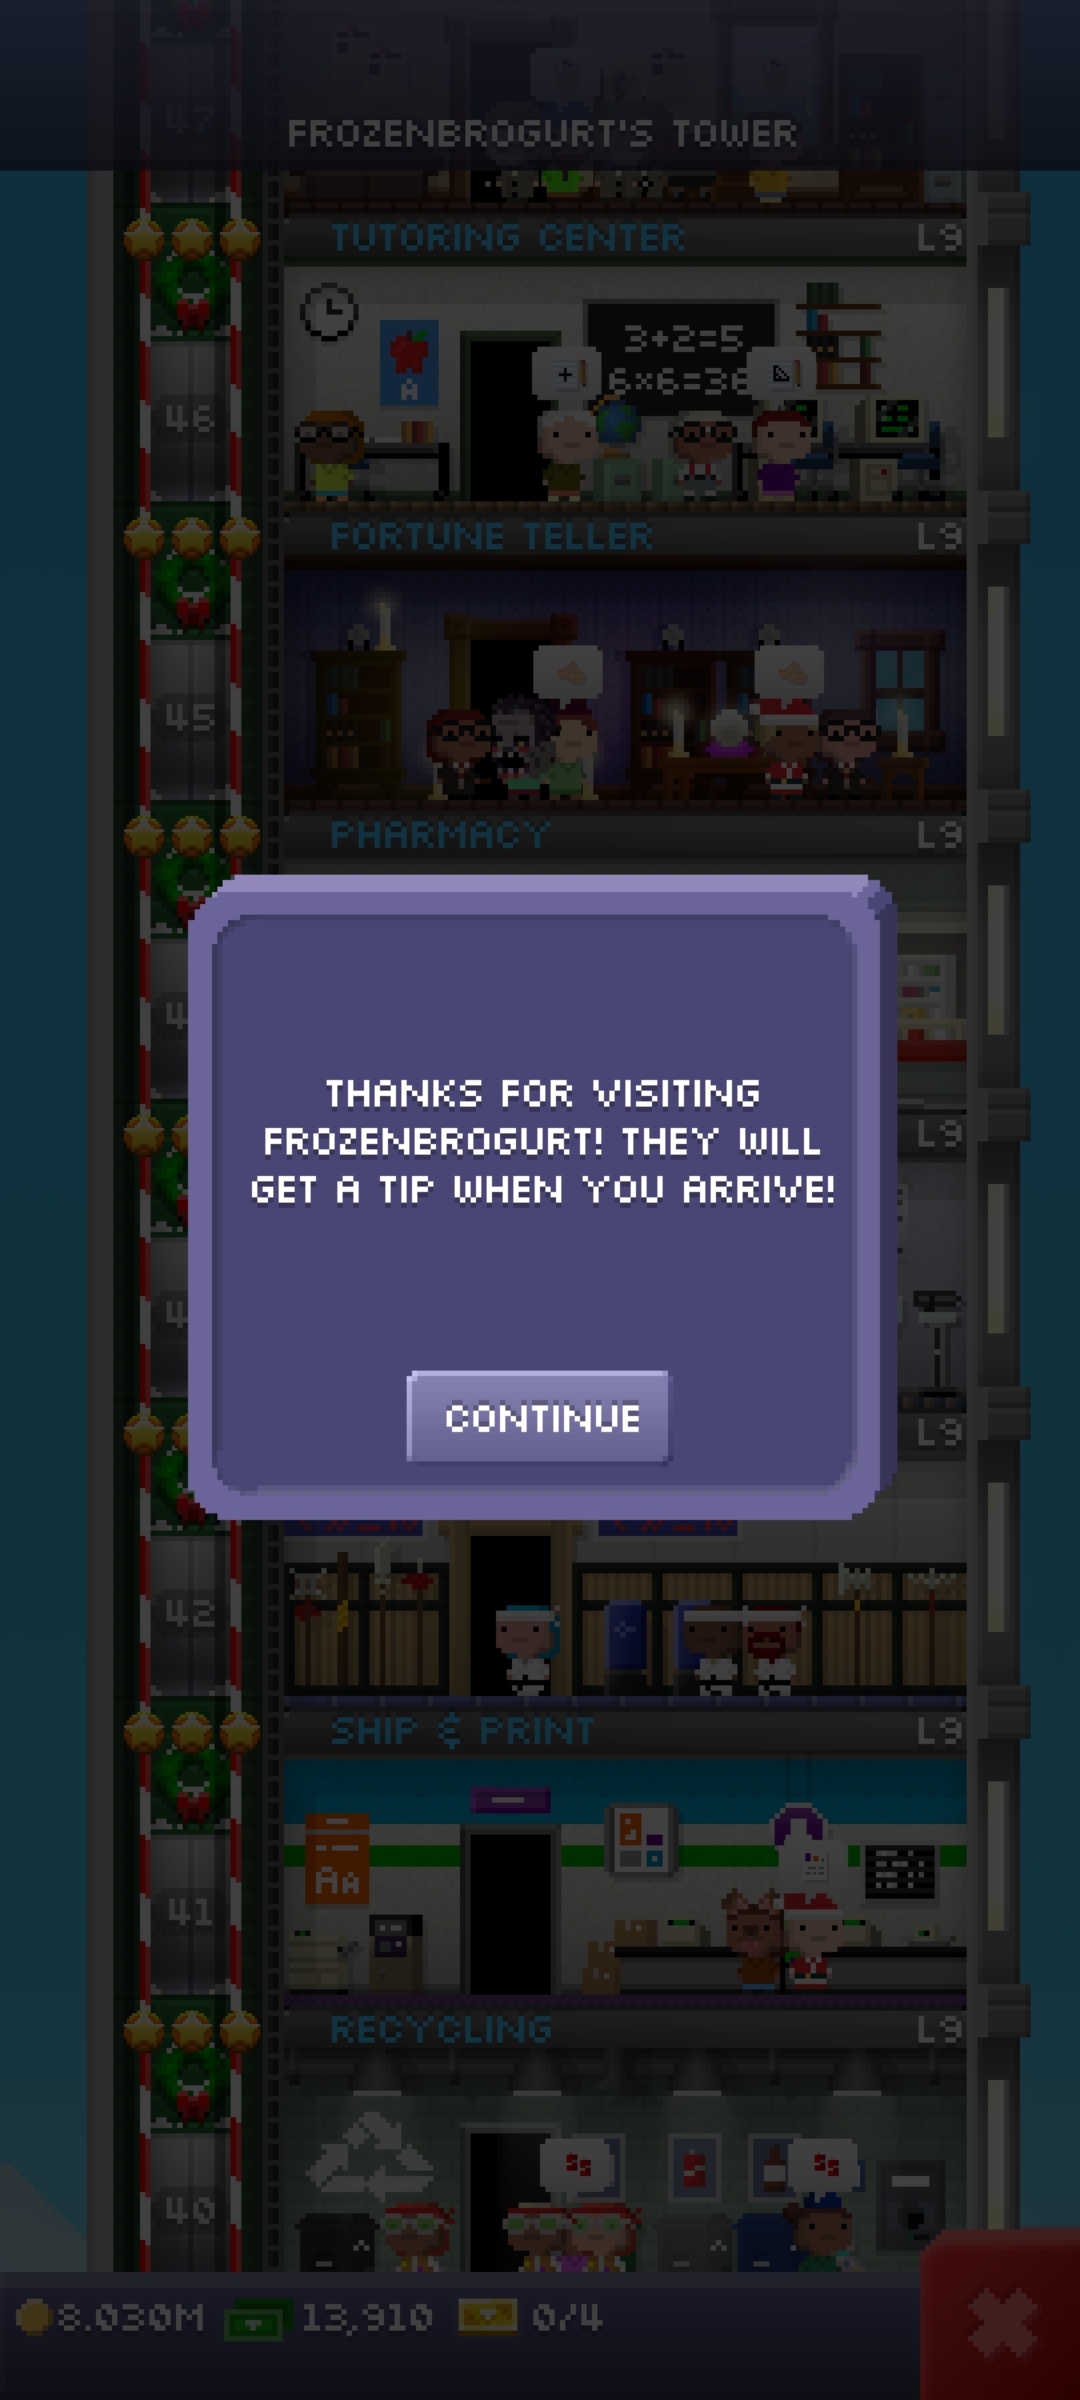 47
FROZENBROGURT'S TOWER
TUTORING CENTER L9
3+2=5
6x6=36
A
46
FORTUNE TELLER L9
45
PHARMACY L9
L9
THANKS FOR VISITING
FROZENBROGURT! THEY WILL
GET A TIP WHEN YOU ARRIVE!
CONTINUE
L9
42
SHIP & PRINT L9
AA
41
RECYCLING L9
40
8.030M 13,910 0/4